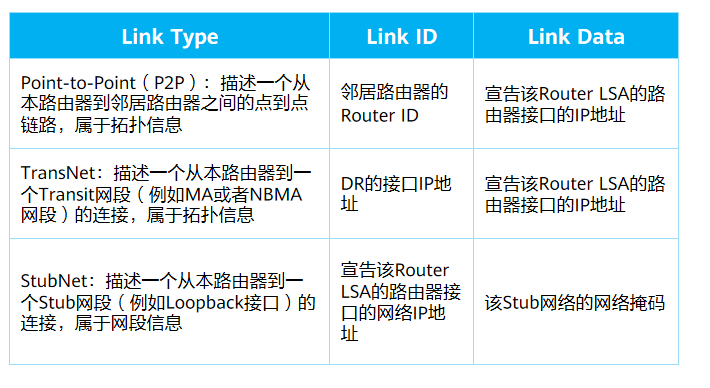 Link Type
Link ID
Link Data
Point-to-Point（P2P）：描述一个从
本路由器到邻居路由器之间的点到点
链路，属于拓扑信息
邻居路由器的
Router ID
宣告该Router LSA的路
由器接口的IP地址
TransNet：描述一个从本路由器到一
个Transit网段（例如MA或者NBMA
网段）的连接，属于拓扑信息
DR的接口IP地
址
宣告该Router LSA的路
由器接口的IP地址
StubNet：描述一个从本路由器到一
个Stub网段（例如Loopback接口）的
连接，属于网段信息
宣告该Router
LSA的路由器接
口的网络IP地
址
该Stub网络的网络掩码